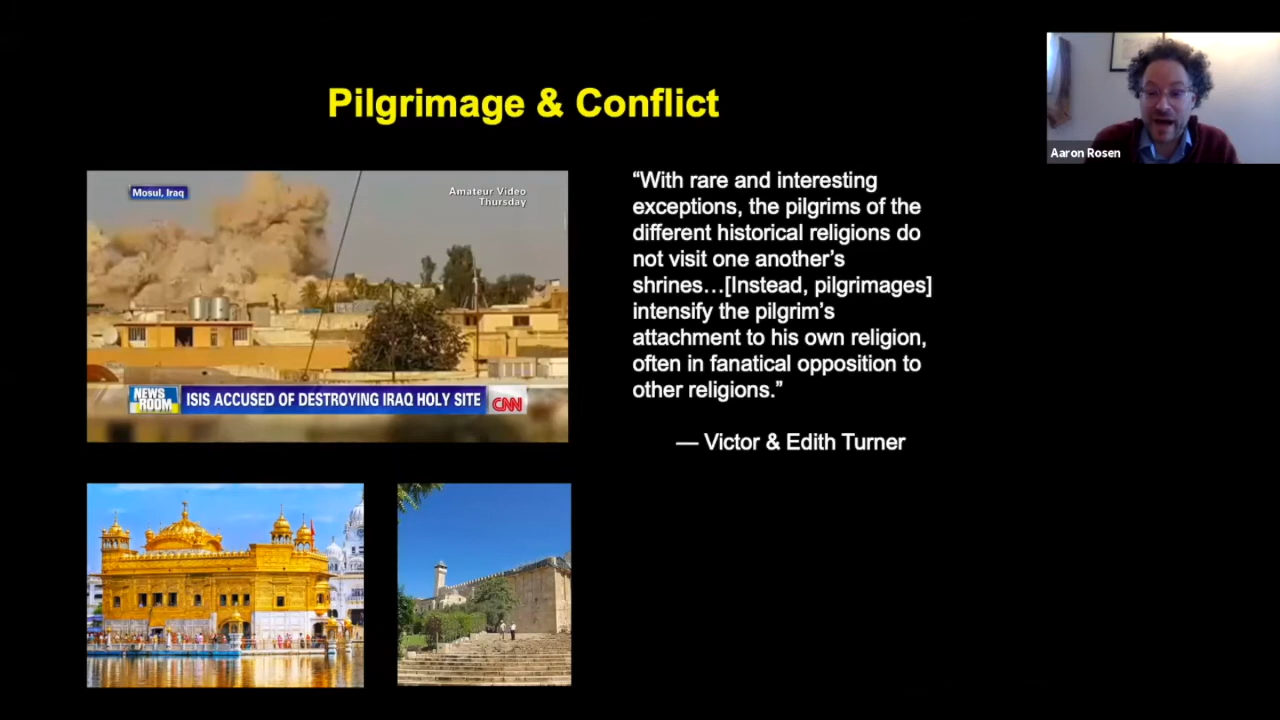 Pilgrimage & Conflict
Aaron Rosen
Mosul, Iraq
Amateur Video
Thursday
NEWS
ROOM
ISIS ACCUSED OF DESTROYING IRAQ HOLY SITE
CNN
“With rare and interesting
exceptions, the pilgrims of the
different historical religions do
not visit one another’s
shrines…[Instead, pilgrimages]
intensify the pilgrim’s
attachment to his own religion,
often in fanatical opposition to
other religions.”
— Victor & Edith Turner